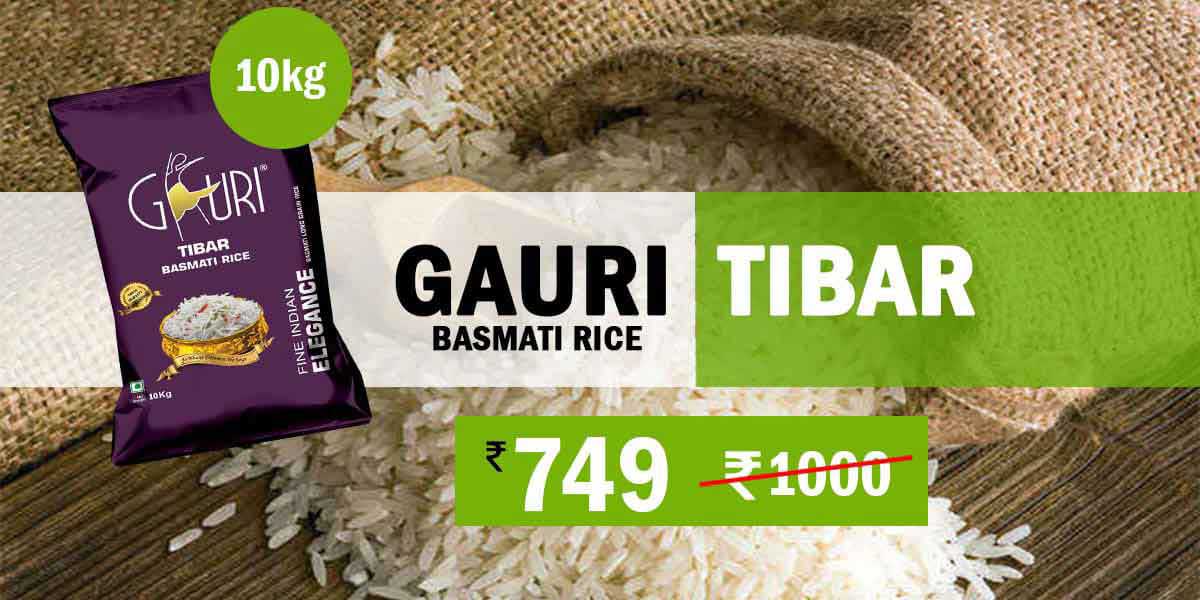 10kg
GAURI®
TIBAR
BASMATI RICE
FINE INDIAN
ELEGANCE
BASMATI LONG GRAIN RICE
10Kg
GAURI
BASMATI RICE
TIBAR
₹749
₹1000